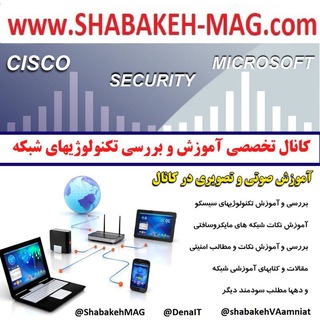 www.SHABAKEH-MAG.com
CISCO
SECURITY
MICROSOFT
کانال تخصصی آموزش و بررسی تکنولوژیهای شبکه
آموزش صوتی و تصویری در کانال
بررسی و آموزش تکنولوژیهای سیسکو
آموزش نکات شبکه های مایکروسافتی
بررسی و آموزش نکات و مطالب امنیتی
مقالات و کتابهای آموزشی شبکه
و دهها مطلب سودمند دیگر
@ShabakehMAG @DenaIT @shabakehVAamniat